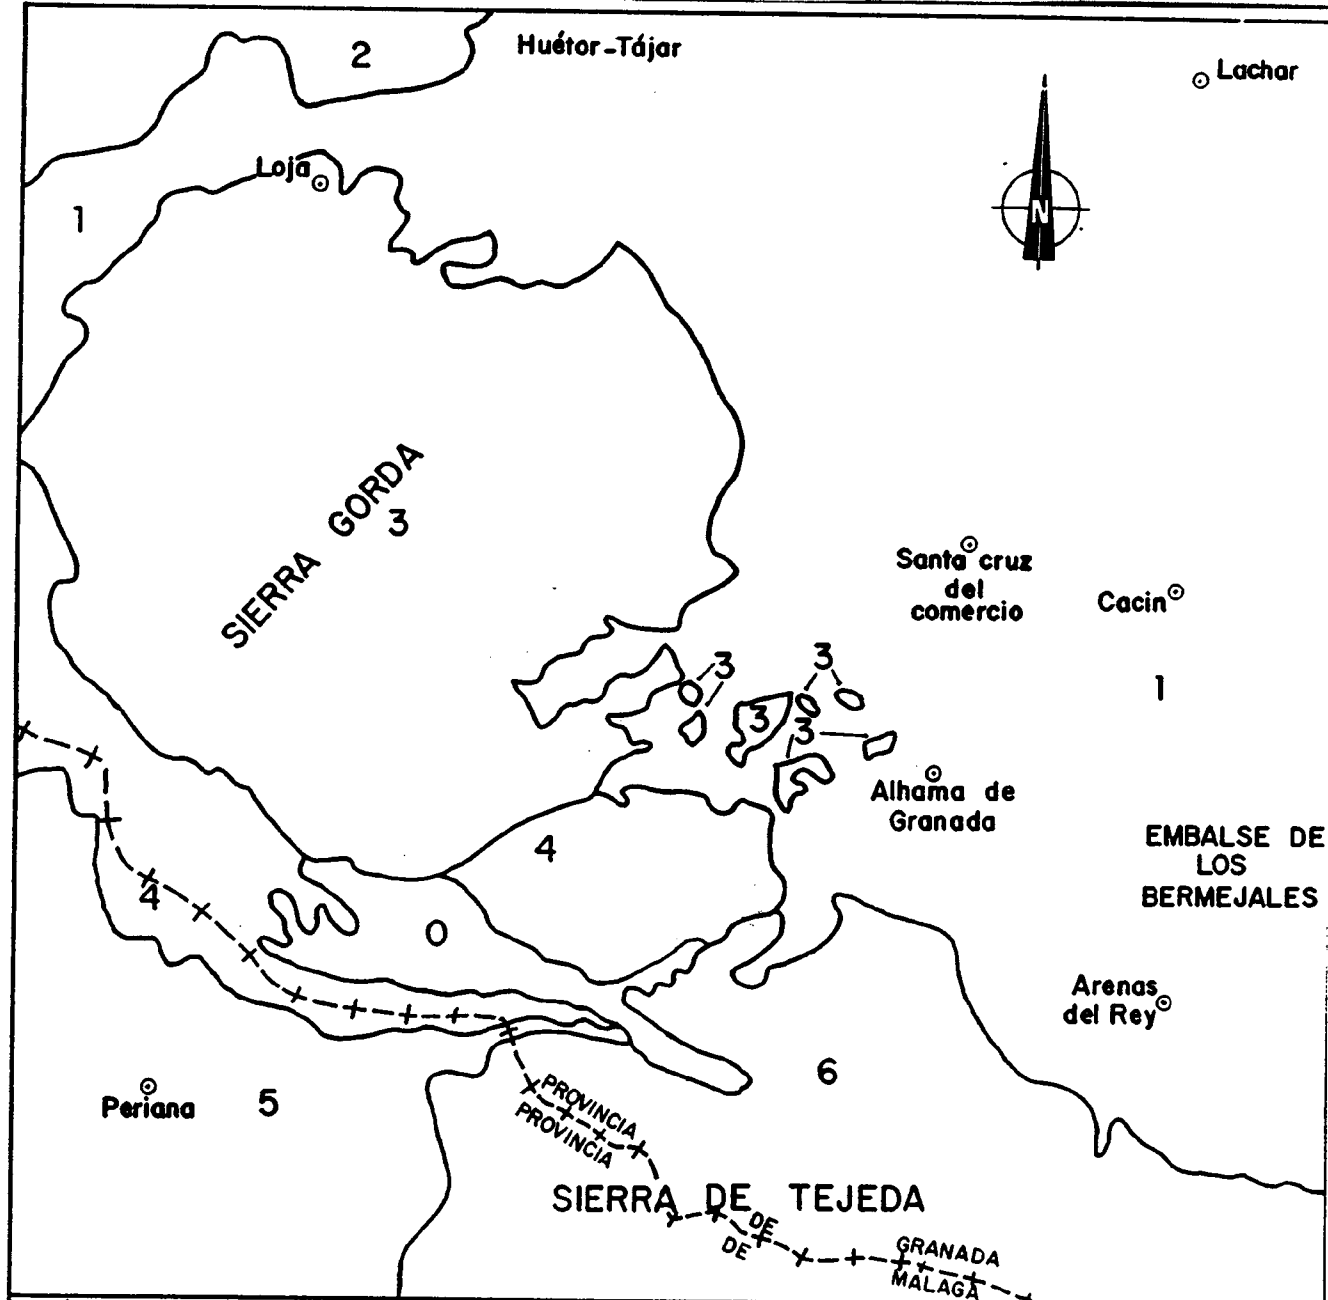 2
Huétor-Tájar
Lachar
Loja
N
1
SIERRA GORDA
3
Santa cruz
del
comercio
Cacin
3
3
1
3
3
Alhama de
Granada
EMBALSE DE
LOS
BERMEJALES
4
4
0
Arenas
del Rey
6
Periana
5
PROVINCIA
PROVINCIA
SIERRA DE TEJEDA
DE
DE
GRANADA
MALAGA